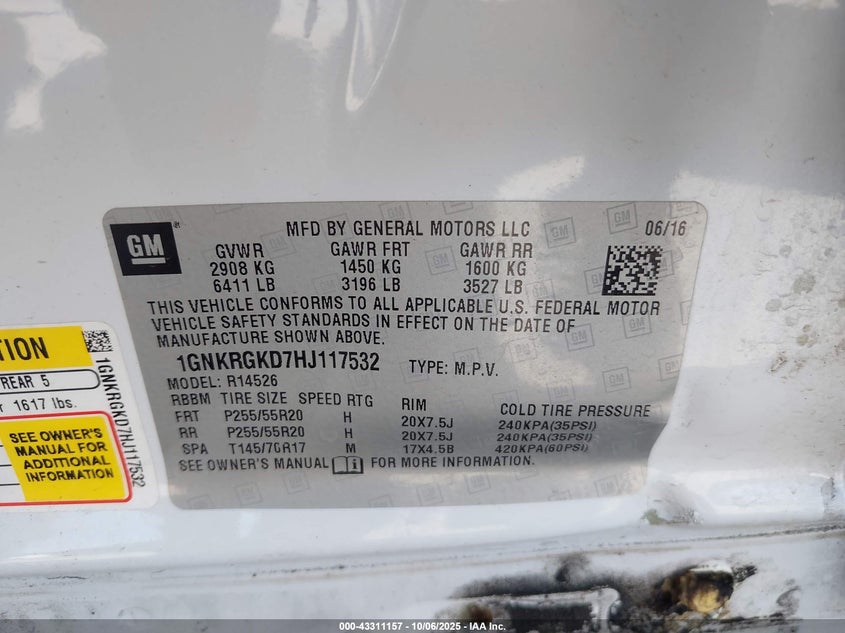 MFD BY GENERAL MOTORS LLC 06/16
GM
GVWR GAWR FRT GAWR RR
2908 KG 1450 KG 1600 KG
6411 LB 3196 LB 3527 LB
THIS VEHICLE CONFORMS TO ALL APPLICABLE U.S. FEDERAL MOTOR
VEHICLE SAFETY STANDARDS IN EFFECT ON THE DATE OF
MANUFACTURE SHOWN ABOVE.
1GNKRGKD7HJ117532 TYPE: M.P.V.
MODEL: R14526
RBBM TIRE SIZE SPEED RTG RIM COLD TIRE PRESSURE
FRT P255/55R20 H 20X7.5J 240KPA(35PSI)
RR P255/55R20 H 20X7.5J 240KPA(35PSI)
SPA T145/70R17 M 17X4.5B 420KPA(60PSI)
SEE OWNER'S MANUAL FOR MORE INFORMATION.
TION
REAR 5
1617 lbs.
SEE OWNER'S
MANUAL FOR
ADDITIONAL
INFORMATION
1GNKRGKD7HJ117532
000-43311157 - 10/06/2025 - IAA Inc.